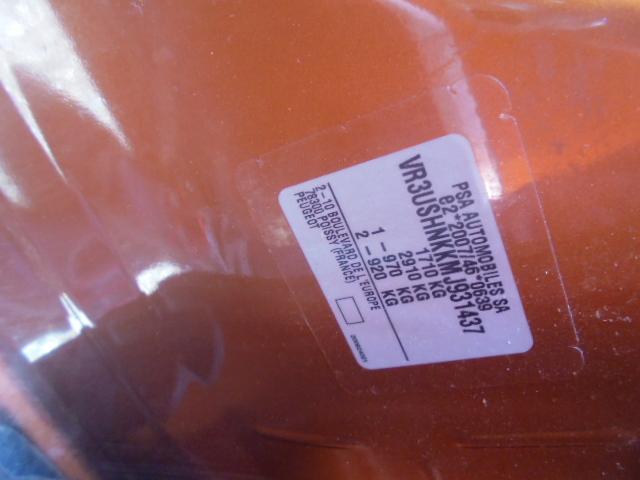 PSA AUTOMOBILES SA
e2*2007/46*0639
VR3USHNKKMJ931437
1710 KG
2910 KG
1 - 970 KG
2 - 920 KG
2-10 BOULEVARD DE L'EUROPE
78300 POISSY (FRANCE)
PEUGEOT